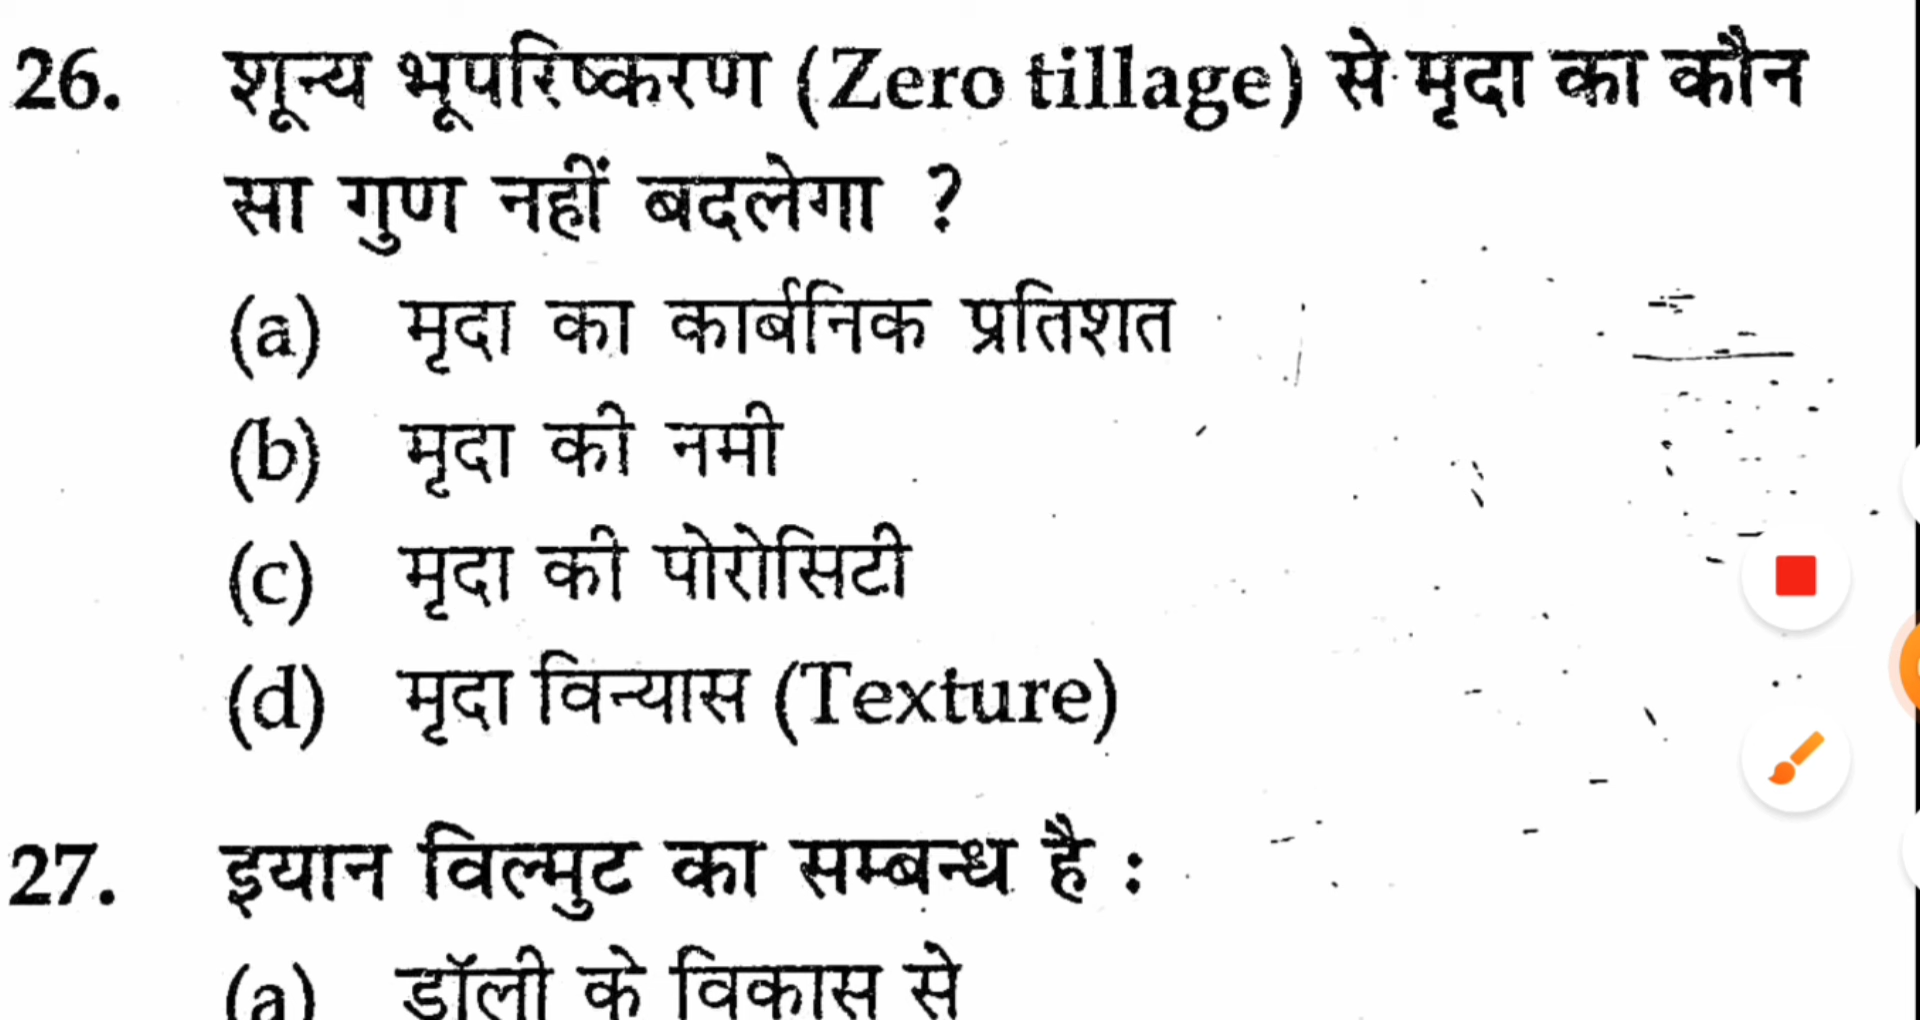 26. शून्य भूपरिष्करण (Zero tillage) से मृदा का कौन
सा गुण नहीं बदलेगा ?
(a) मृदा का कार्बनिक प्रतिशत
(b) मृदा की नमी
(c) मृदा की पोरोसिटी
(d) मृदा विन्यास (Texture)
27. इयान विल्मुट का सम्बन्ध है :
(a) डॉली के विकास से